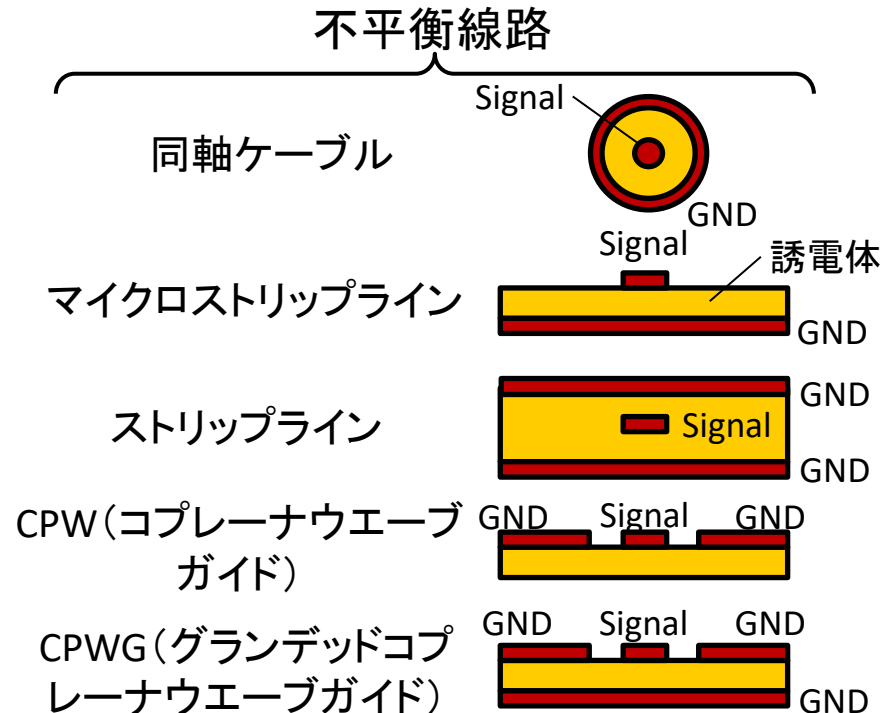 不平衡線路
Signal
同軸ケーブル
GND
Signal
誘電体
マイクロストリップライン
GND
GND
ストリップライン
Signal
GND
CPW(コプレーナウエーブ
ガイド)
GND Signal GND
CPWG(グランデッドコプ
レーナウエーブガイド)
GND Signal GND
GND